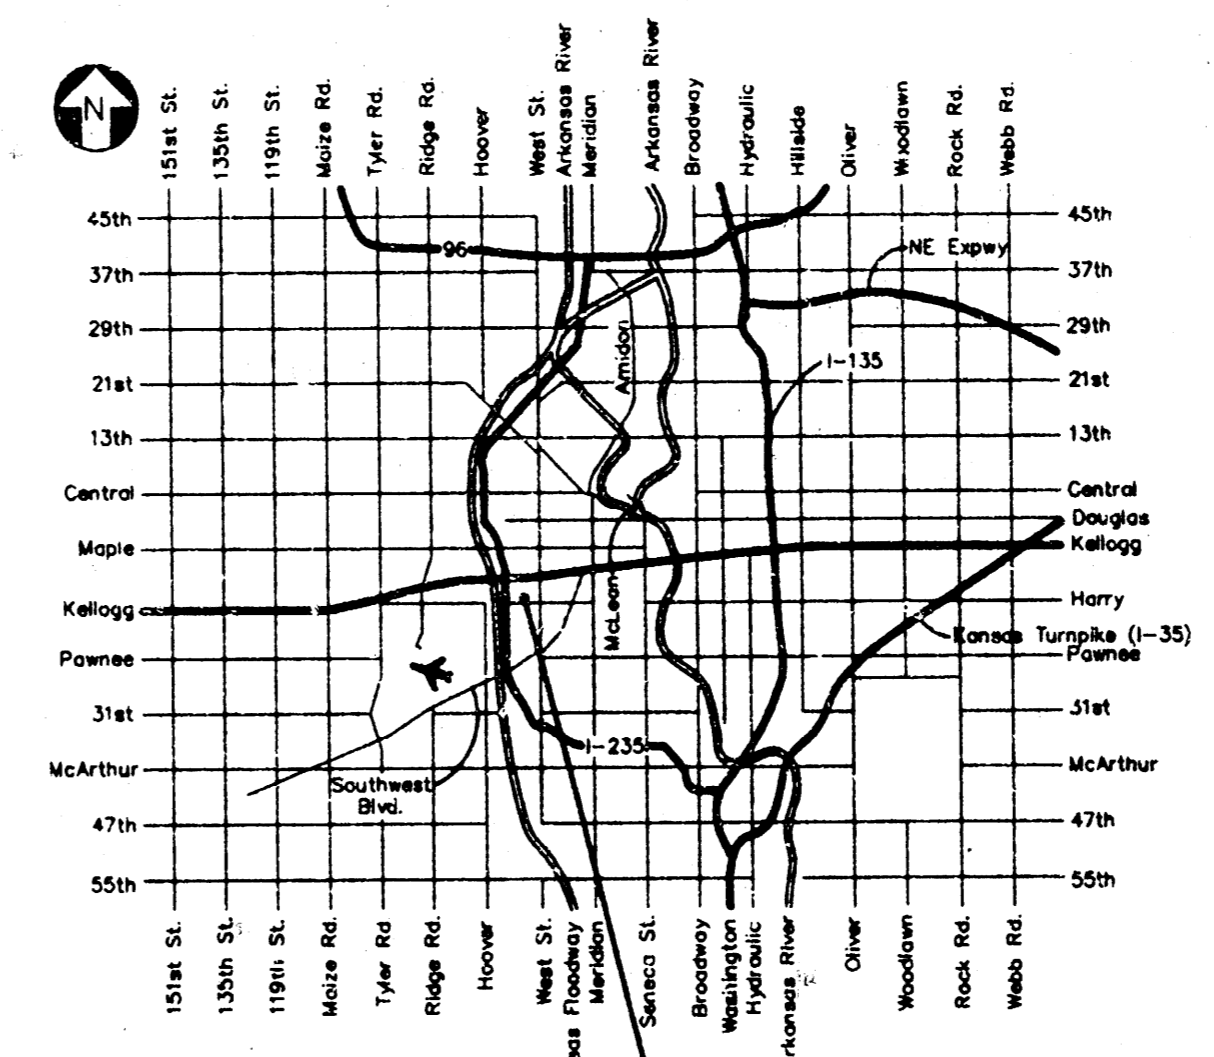 N
151st St.
135th St.
119th St.
Maize Rd.
Tyler Rd.
Ridge Rd.
Hoover
West St.
Arkansas River
Meridian
Arkansas River
Broadway
Hydraulic
Hillside
Oliver
Woodlawn
Rock Rd.
Webb Rd.
45th
45th
96
NE Expwy
37th
37th
29th
29th
Amidon
I-135
21st
21st
13th
13th
Central
Central
Douglas
Maple
Kellogg
Kellogg
McLean
Harry
Kansas Turnpike (I-35)
Pawnee
Pawnee
31st
31st
I-235
McArthur
McArthur
Southwest
Blvd.
47th
47th
55th
55th
151st St.
135th St.
119th St.
Maize Rd.
Tyler Rd.
Ridge Rd.
Hoover
West St.
sas Floodway
Meridian
Seneca St.
Broadway
Washington
Hydraulic
rkansas River
Oliver
Woodlawn
Rock Rd.
Webb Rd.